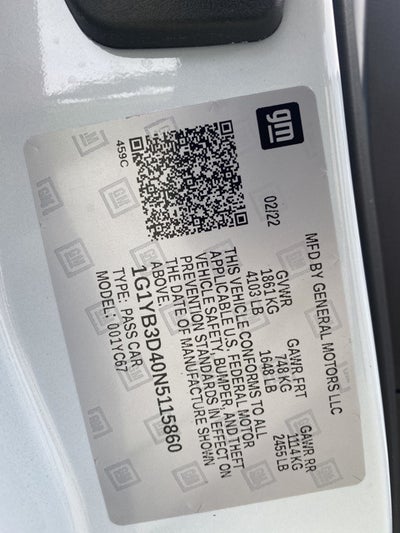 gm
MFD BY GENERAL MOTORS LLC
02/22
GVWR GAWR FRT GAWR RR
1861 KG 748 KG 1114 KG
4103 LB 1648 LB 2455 LB
THIS VEHICLE CONFORMS TO ALL
APPLICABLE U.S. FEDERAL MOTOR
VEHICLE SAFETY, BUMPER, AND THEFT
PREVENTION STANDARDS IN EFFECT ON
THE DATE OF MANUFACTURE SHOWN
ABOVE.
1G1YB3D40N5115860
TYPE: PASS CAR
MODEL: 001YC67
459C